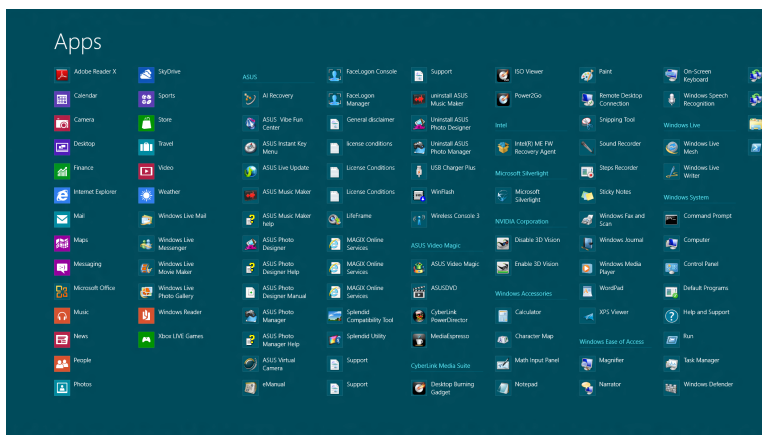 Apps
Adobe Reader X
Calendar
Camera
Desktop
Finance
Internet Explorer
Mail
Maps
Messaging
Microsoft Office
Music
News
People
Photos
SkyDrive
Sports
Store
Travel
Video
Weather
Windows Live Mail
Windows Live
Messenger
Windows Live
Movie Maker
Windows Live
Photo Gallery
Windows Reader
Xbox LIVE Games
ASUS
AI Recovery
ASUS Vibe Fun
Center
ASUS Instant Key
Menu
ASUS Live Update
ASUS Music Maker
ASUS Music Maker
help
ASUS Photo
Designer
ASUS Photo
Designer Help
ASUS Photo
Designer Manual
ASUS Photo
Manager
ASUS Photo
Manager Help
ASUS Virtual
Camera
eManual
FaceLogon Console
FaceLogon
Manager
General disclaimer
license conditions
License Conditions
License Conditions
LifeFrame
MAGIX Online
Services
MAGIX Online
Services
MAGIX Online
Services
Splendid
Compatibility Tool
Splendid Utility
Support
Support
Support
uninstall ASUS
Music Maker
Uninstall ASUS
Photo Designer
Uninstall ASUS
Photo Manager
USB Charger Plus
WinFlash
Wireless Console 3
ASUS Video Magic
ASUS Video Magic
ASUSDVD
CyberLink
PowerDirector
MediaEspresso
CyberLink Media Suite
Desktop Burning
Gadget
ISO Viewer
Power2Go
Intel
Intel(R) ME FW
Recovery Agent
Microsoft Silverlight
Microsoft
Silverlight
NVIDIA Corporation
Disable 3D Vision
Enable 3D Vision
Windows Accessories
Calculator
Character Map
Math Input Panel
Notepad
Paint
Remote Desktop
Connection
Snipping Tool
Sound Recorder
Steps Recorder
Sticky Notes
Windows Fax and
Scan
Windows Journal
Windows Media
Player
WordPad
XPS Viewer
Windows Ease of Access
Magnifier
Narrator
On-Screen
Keyboard
Windows Speech
Recognition
Windows Live
Windows Live
Mesh
Windows Live
Writer
Windows System
Command Prompt
Computer
Control Panel
Default Programs
Help and Support
Run
Task Manager
Windows Defender